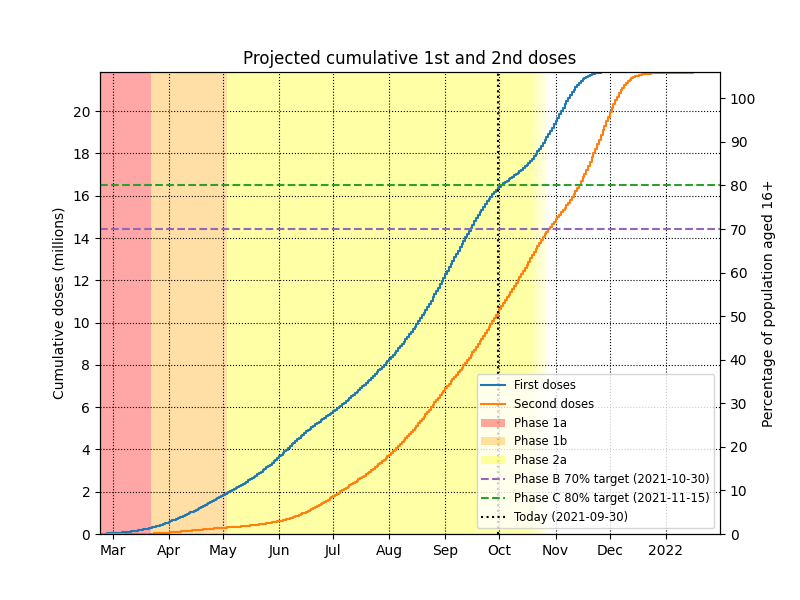 Projected cumulative 1st and 2nd doses
Cumulative doses (millions)
20
18
16
14
12
10
8
6
4
2
0
100
90
80
70
60
50
40
30
20
10
0
Percentage of population aged 16+
First doses
Second doses
Phase 1a
Phase 1b
Phase 2a
Phase B 70% target (2021-10-30)
Phase C 80% target (2021-11-15)
Today (2021-09-30)
Mar Apr May Jun Jul Aug Sep Oct Nov Dec 2022